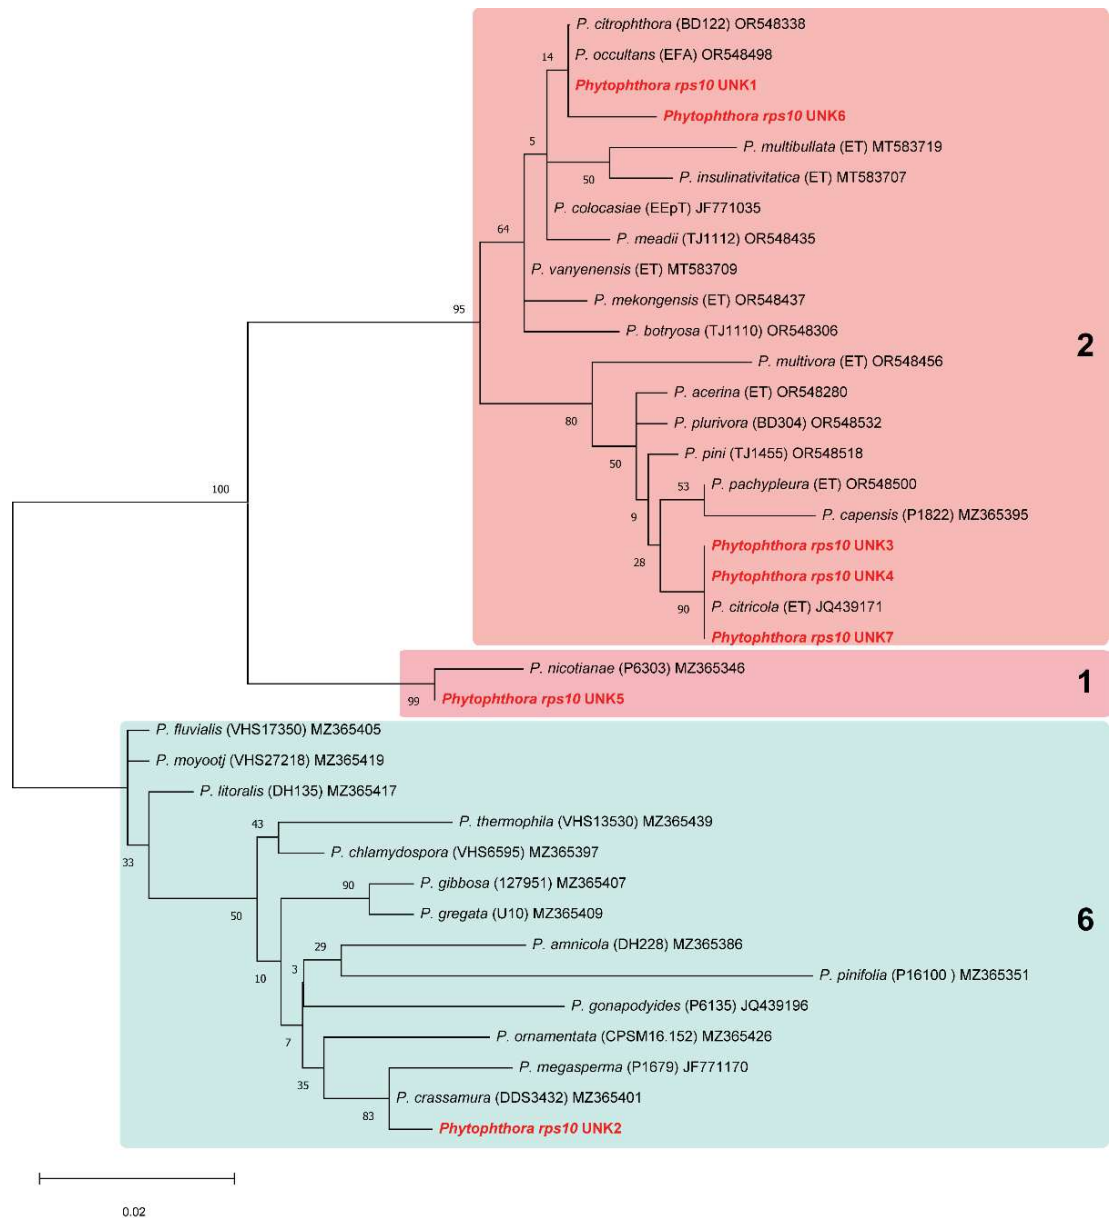 P. citrophthora (BD122) OR548338
14
P. occultans (EFA) OR548498
Phytophthora rps10 UNK1
Phytophthora rps10 UNK6
5
P. multibullata (ET) MT583719
50
P. insulinativitatica (ET) MT583707
P. colocasiae (EEpT) JF771035
64
P. meadii (TJ1112) OR548435
P. vanyenensis (ET) MT583709
95
P. mekongensis (ET) OR548437
P. botryosa (TJ1110) OR548306
2
P. multivora (ET) OR548456
P. acerina (ET) OR548280
80
P. plurivora (BD304) OR548532
50
P. pini (TJ1455) OR548518
100
53
P. pachypleura (ET) OR548500
9
P. capensis (P1822) MZ365395
Phytophthora rps10 UNK3
28
Phytophthora rps10 UNK4
90
P. citricola (ET) JQ439171
Phytophthora rps10 UNK7
P. nicotianae (P6303) MZ365346
1
99
Phytophthora rps10 UNK5
P. fluvialis (VHS17350) MZ365405
P. moyootj (VHS27218) MZ365419
P. litoralis (DH135) MZ365417
43
P. thermophila (VHS13530) MZ365439
33
P. chlamydospora (VHS6595) MZ365397
90
P. gibbosa (127951) MZ365407
50
P. gregata (U10) MZ365409
6
29
P. amnicola (DH228) MZ365386
10
3
P. pinifolia (P16100 ) MZ365351
P. gonapodyides (P6135) JQ439196
7
P. ornamentata (CPSM16.152) MZ365426
P. megasperma (P1679) JF771170
35
P. crassamura (DDS3432) MZ365401
83
Phytophthora rps10 UNK2
0.02